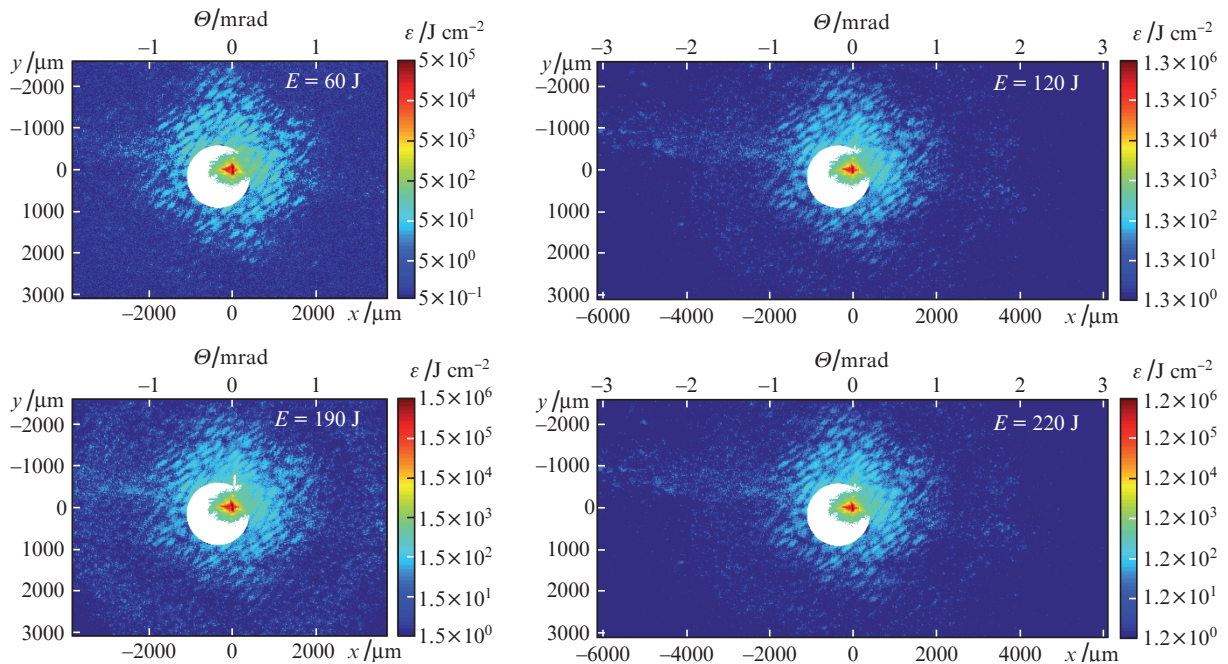 Θ/mrad
−1 0 1
ε /J cm⁻²
y/μm
E = 60 J
−2000
−1000
0
1000
2000
3000
−2000 0 2000 x/μm
5×10⁵
5×10⁴
5×10³
5×10²
5×10¹
5×10⁰
5×10⁻¹
Θ/mrad
−3 −2 −1 0 1 2 3
ε /J cm⁻²
y/μm
E = 120 J
−2000
−1000
0
1000
2000
3000
−6000 −4000 −2000 0 2000 4000 x/μm
1.3×10⁶
1.3×10⁵
1.3×10⁴
1.3×10³
1.3×10²
1.3×10¹
1.3×10⁰
Θ/mrad
−1 0 1
ε /J cm⁻²
y/μm
E = 190 J
−2000
−1000
0
1000
2000
3000
−2000 0 2000 x/μm
1.5×10⁶
1.5×10⁵
1.5×10⁴
1.5×10³
1.5×10²
1.5×10¹
1.5×10⁰
Θ/mrad
−3 −2 −1 0 1 2 3
ε /J cm⁻²
y/μm
E = 220 J
−2000
−1000
0
1000
2000
3000
−6000 −4000 −2000 0 2000 4000 x/μm
1.2×10⁶
1.2×10⁵
1.2×10⁴
1.2×10³
1.2×10²
1.2×10¹
1.2×10⁰